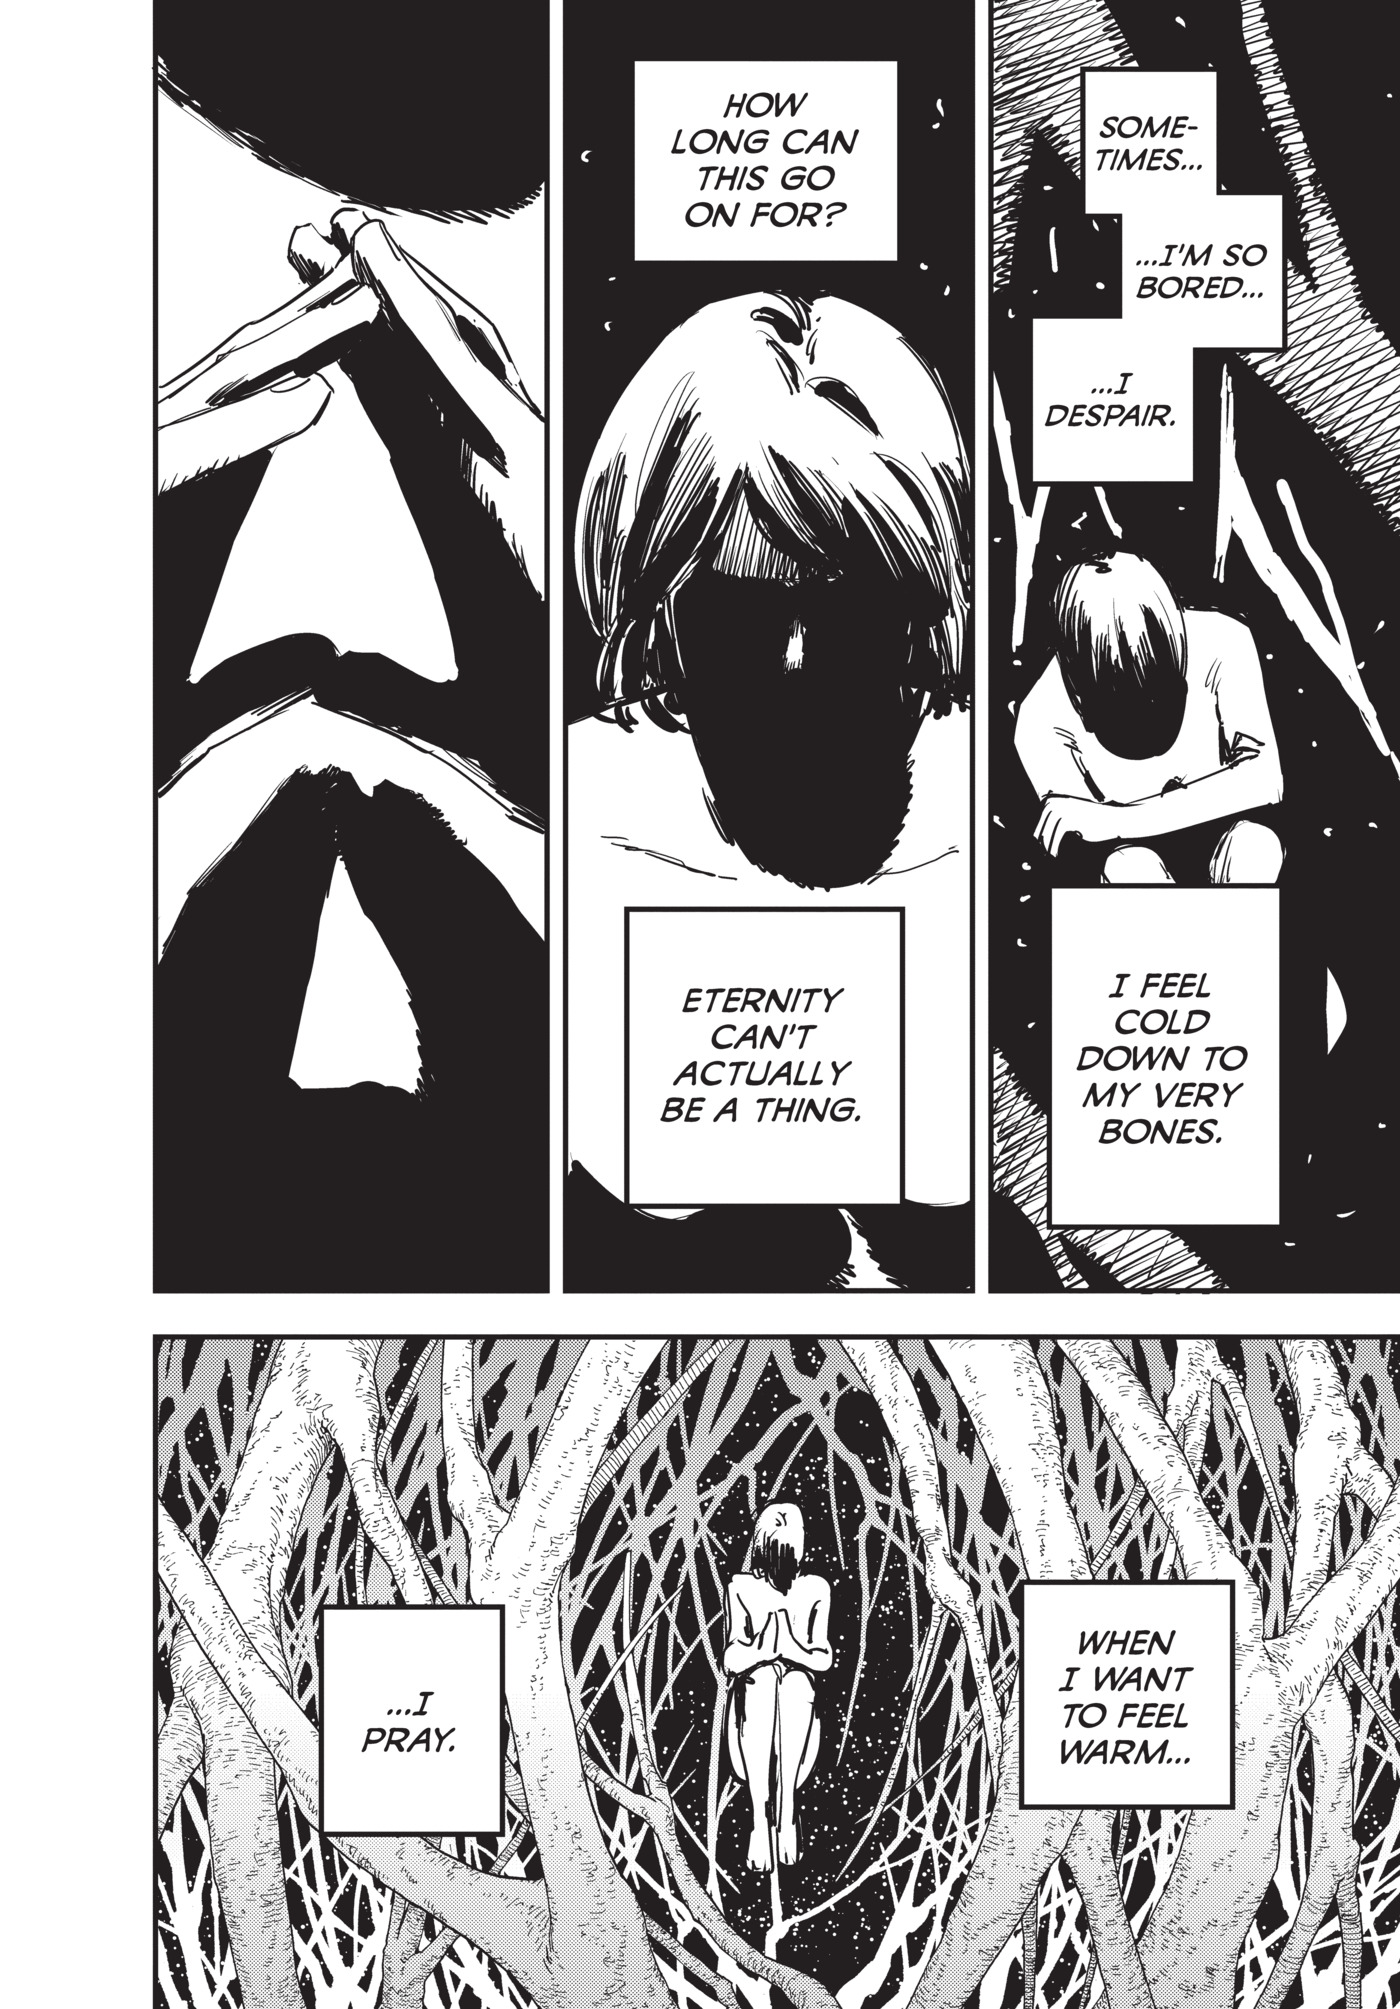 SOME-
TIMES...
...I'M SO
BORED...
...I
DESPAIR.
I FEEL
COLD
DOWN TO
MY VERY
BONES.
HOW
LONG CAN
THIS GO
ON FOR?
ETERNITY
CAN'T
ACTUALLY
BE A THING.
WHEN
I WANT
TO FEEL
WARM...
...I
PRAY.